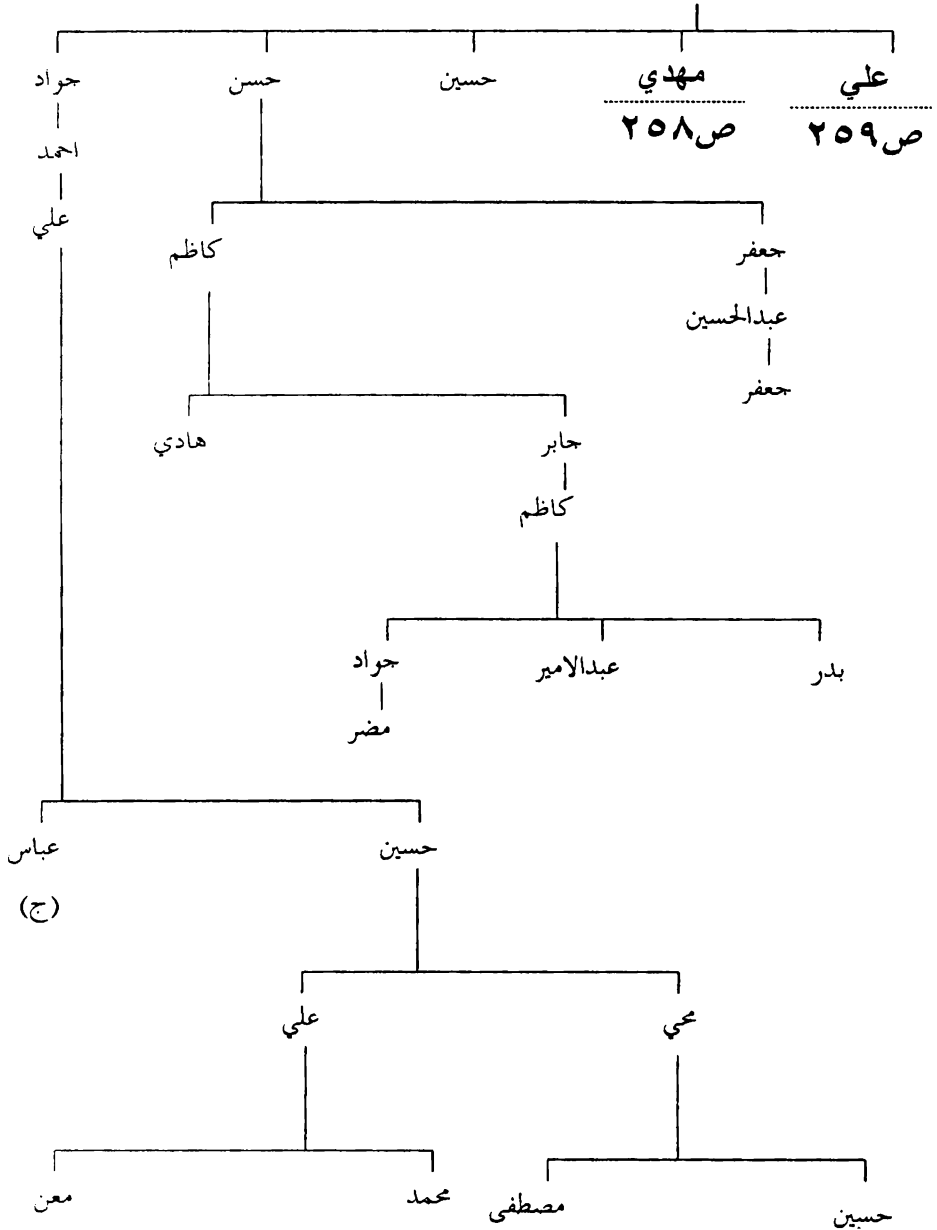 علي مهدي حسين حسن جواد
ص٢٥٩ ص٢٥٨
احمد
علي
جعفر كاظم
عبدالحسين
جعفر
جابر هادي
كاظم
بدر عبدالامير جواد
مضر
حسين عباس
(ج)
محي علي
حسين مصطفى محمد معن